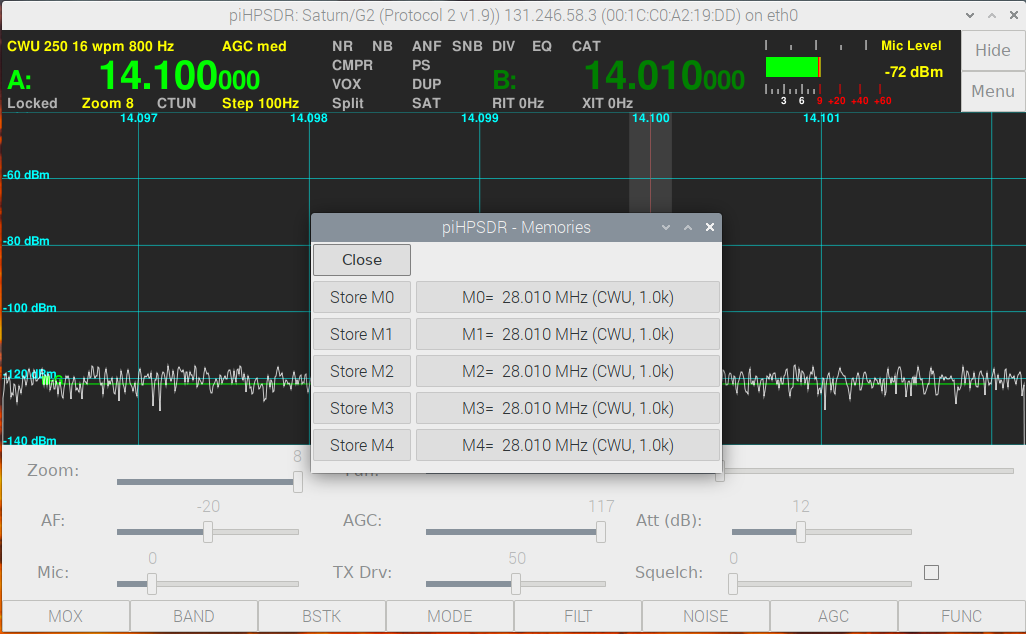 piHPSDR: Saturn/G2 (Protocol 2 v1.9)) 131.246.58.3 (00:1C:C0:A2:19:DD) on eth0
CWU 250 16 wpm 800 Hz AGC med NR NB ANF SNB DIV EQ CAT Mic Level Hide
CMPR PS
A: 14.100000 VOX DUP B: 14.010000 -72 dBm
Locked Zoom 8 CTUN Step 100Hz Split SAT RIT 0Hz XIT 0Hz 3 6 9 +20 +40 +60 Menu
14.097 14.098 14.099 14.100 14.101
-60 dBm
-80 dBm
-100 dBm
-120 dBm
-140 dBm
piHPSDR - Memories
Close
Store M0 M0= 28.010 MHz (CWU, 1.0k)
Store M1 M1= 28.010 MHz (CWU, 1.0k)
Store M2 M2= 28.010 MHz (CWU, 1.0k)
Store M3 M3= 28.010 MHz (CWU, 1.0k)
Store M4 M4= 28.010 MHz (CWU, 1.0k)
Zoom: 8
AF: -20 AGC: 117 Att (dB): 12
Mic: 0 TX Drv: 50 Squelch: 0
MOX BAND BSTK MODE FILT NOISE AGC FUNC